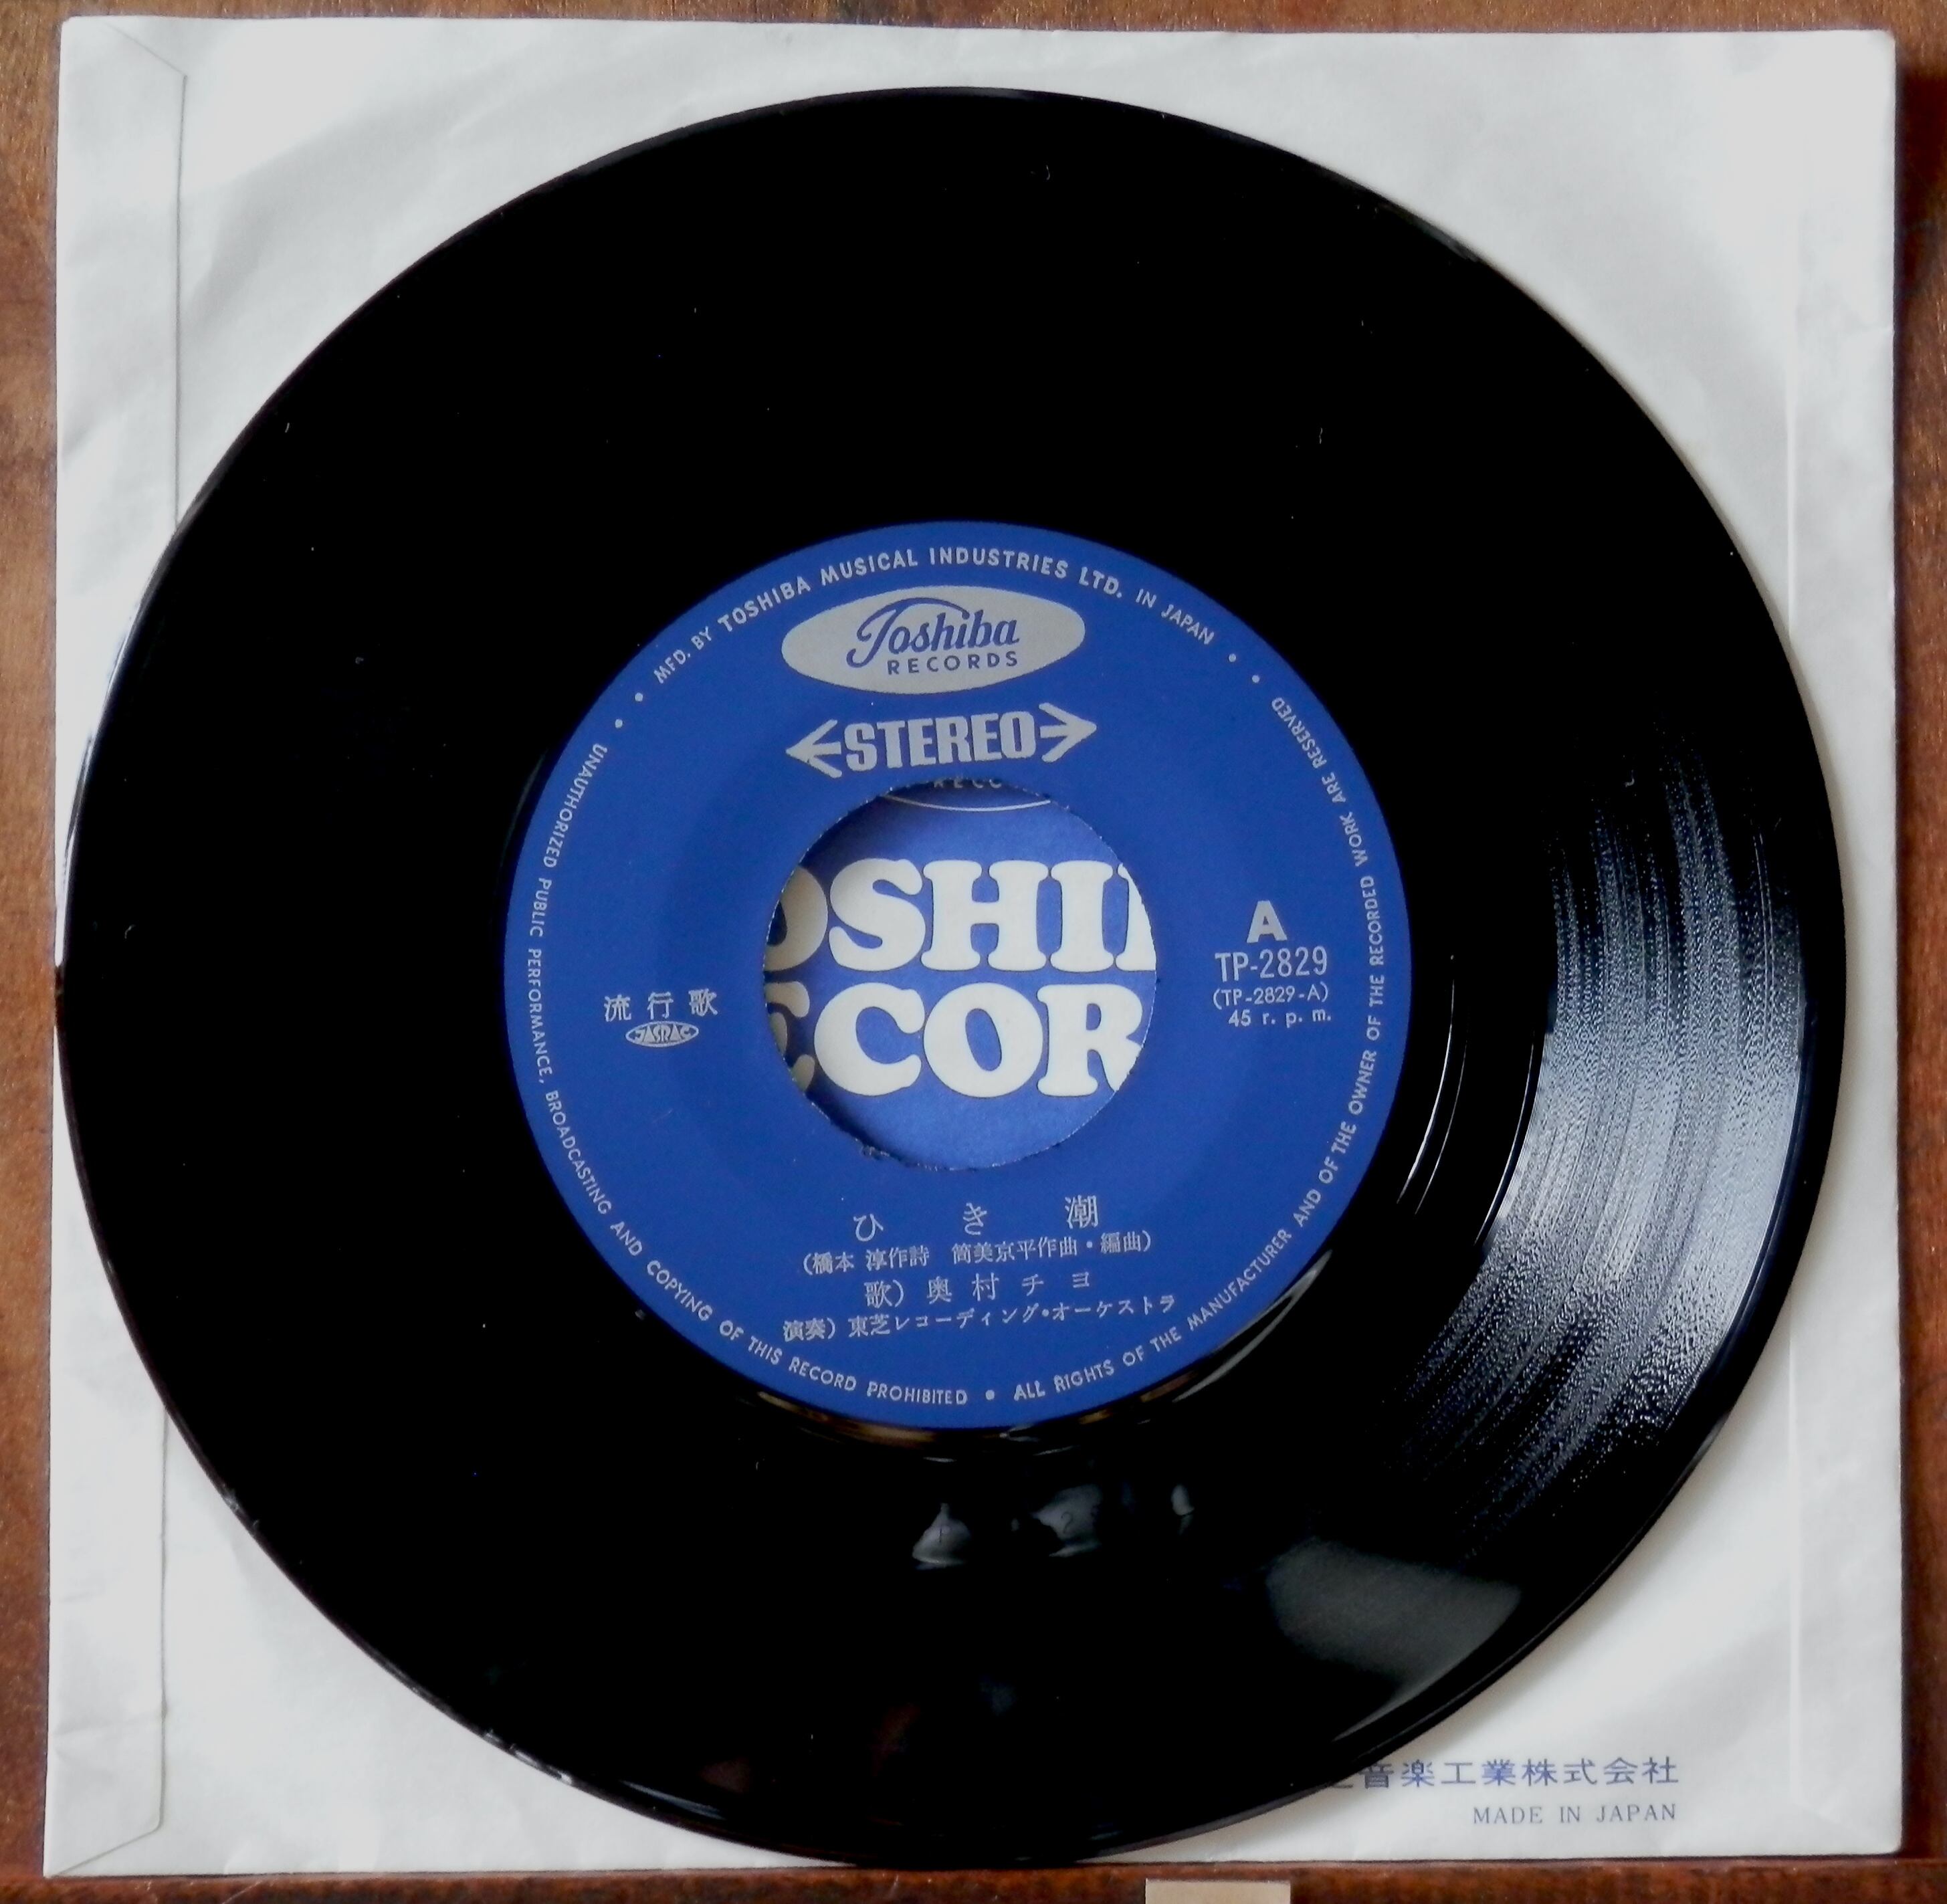 MFD. BY TOSHIBA MUSICAL INDUSTRIES LTD. IN JAPAN
Toshiba
RECORDS
STEREO
RECO
OSHIB
ECOR
A
TP-2829
(TP-2829-A)
45 r. p. m.
流行歌
JASRAC
ひき潮
(橋本 淳作詩 筒美京平作曲・編曲)
歌) 奥村チヨ
演奏) 東芝レコーディング・オーケストラ
UNAUTHORIZED PUBLIC PERFORMANCE, BROADCASTING AND COPYING OF THIS RECORD PROHIBITED • ALL RIGHTS OF THE MANUFACTURER AND OF THE OWNER OF THE RECORDED WORK ARE RESERVED
音楽工業株式会社
MADE IN JAPAN